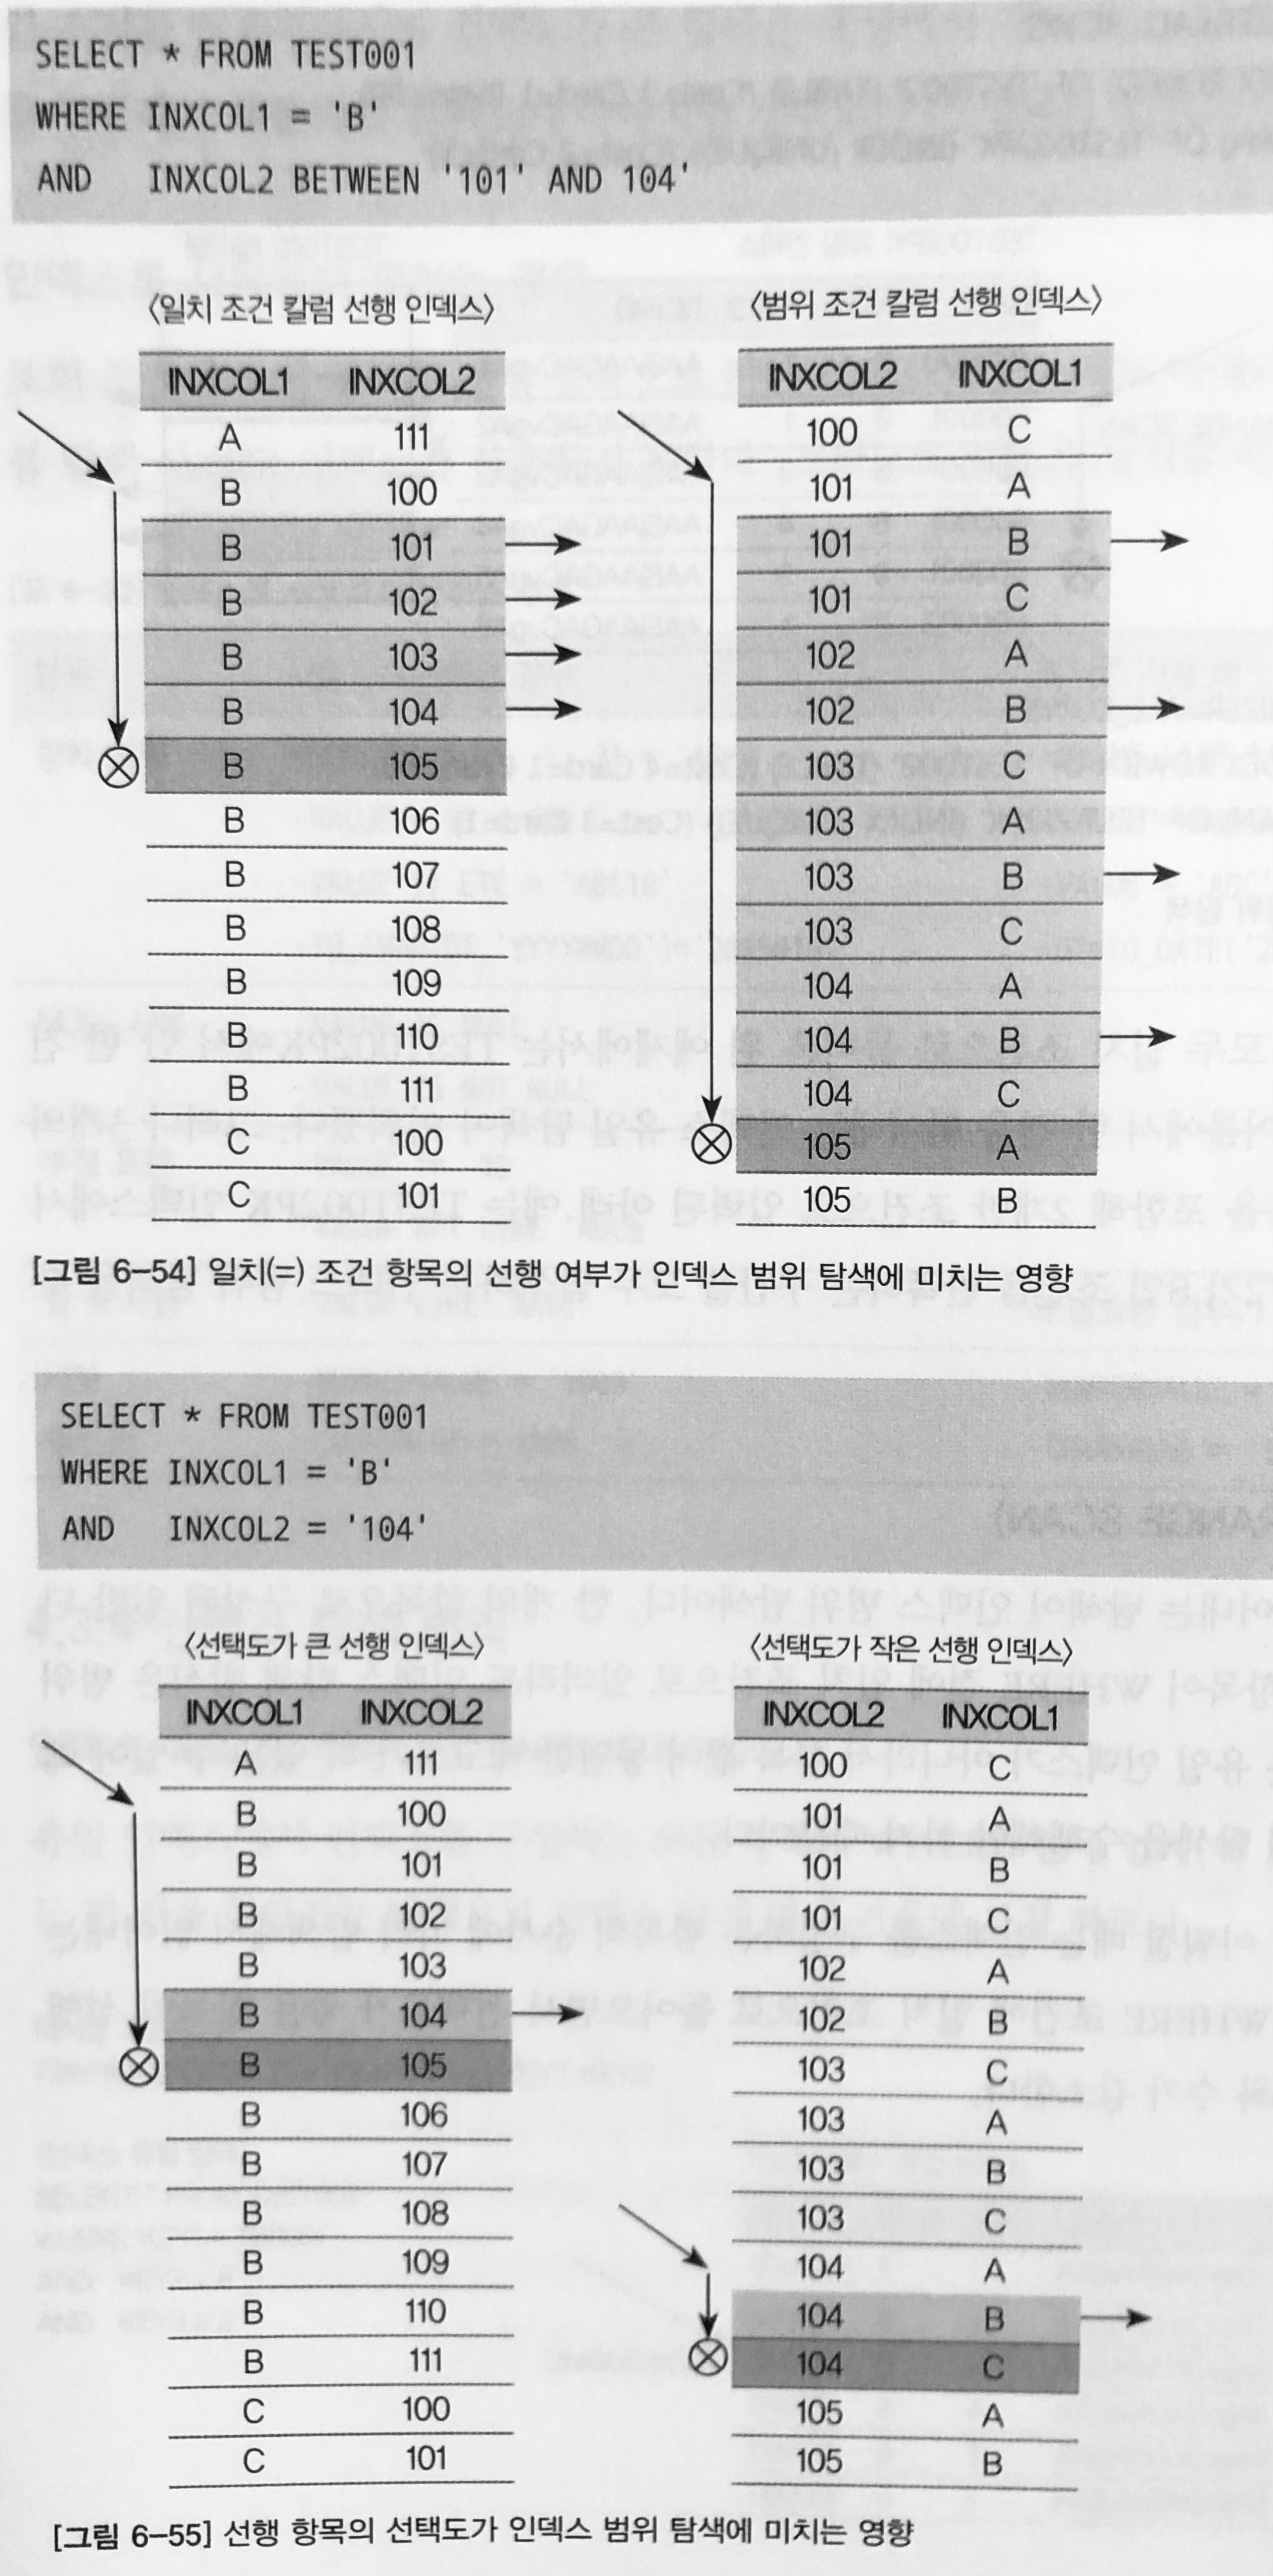 SELECT * FROM TEST001
WHERE INXCOL1 = 'B'
AND INXCOL2 BETWEEN '101' AND 104'
<일치 조건 칼럼 선행 인덱스>
INXCOL1 INXCOL2
A 111
B 100
B 101
B 102
B 103
B 104
B 105
B 106
B 107
B 108
B 109
B 110
B 111
C 100
C 101
<범위 조건 칼럼 선행 인덱스>
INXCOL2 INXCOL1
100 C
101 A
101 B
101 C
102 A
102 B
103 C
103 A
103 B
103 C
104 A
104 B
104 C
105 A
105 B
[그림 6-54] 일치(=) 조건 항목의 선행 여부가 인덱스 범위 탐색에 미치는 영향
SELECT * FROM TEST001
WHERE INXCOL1 = 'B'
AND INXCOL2 = '104'
<선택도가 큰 선행 인덱스>
INXCOL1 INXCOL2
A 111
B 100
B 101
B 102
B 103
B 104
B 105
B 106
B 107
B 108
B 109
B 110
B 111
C 100
C 101
<선택도가 작은 선행 인덱스>
INXCOL2 INXCOL1
100 C
101 A
101 B
101 C
102 A
102 B
103 C
103 A
103 B
103 C
104 A
104 B
104 C
105 A
105 B
[그림 6-55] 선행 항목의 선택도가 인덱스 범위 탐색에 미치는 영향